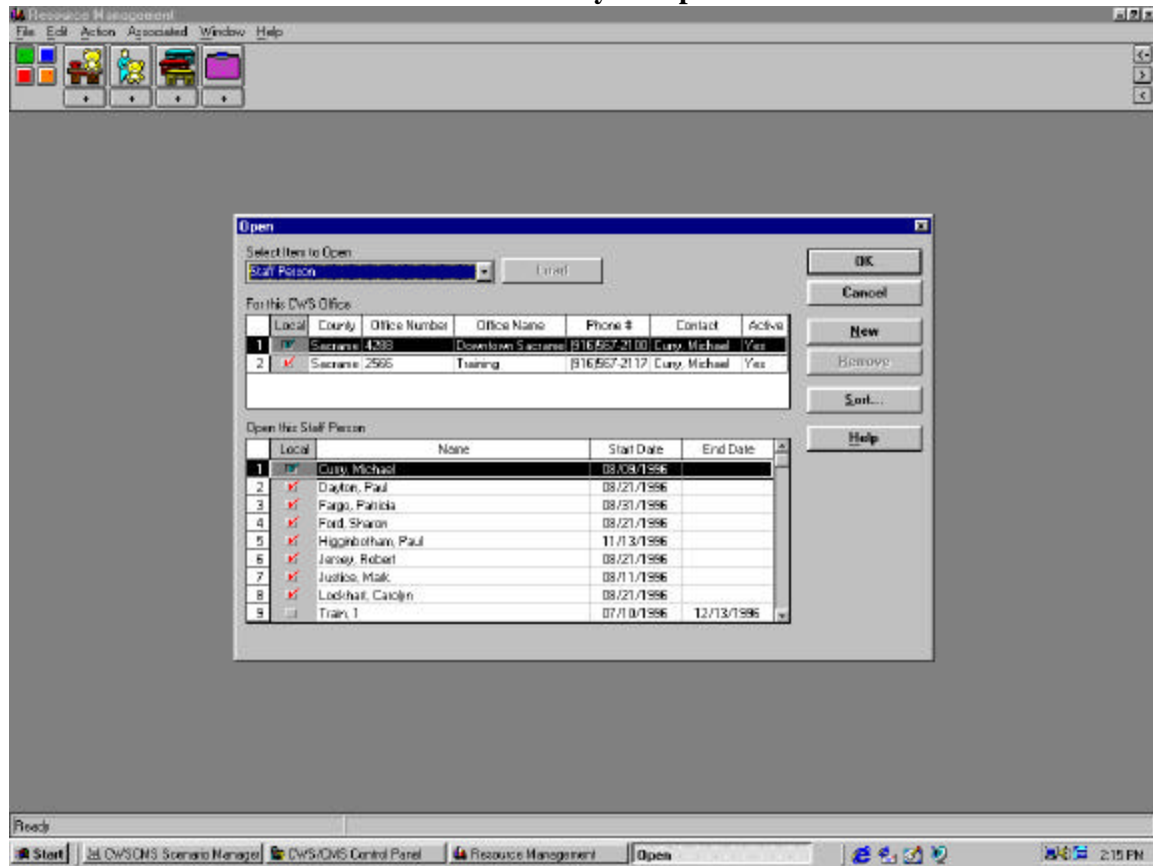 Resource Management
File Edit Action Associated Window Help
+ + + +
Open
Select Item to Open
Staff Person
OK
Cancel
For this CWS Office
Local County Office Number Office Name Phone # Contact Active
New
1 Sacrame 4288 Downtown Sacrame (916)567-2100 Curry, Michael Yes
2 Sacrame 2566 Training (916)567-2117 Curry, Michael Yes
Remove
Sort...
Open this Staff Person
Help
Local Name Start Date End Date
1 Curry, Michael 08/09/1996
2 Dayton, Paul 08/21/1996
3 Fargo, Patricia 08/31/1996
4 Ford, Sharon 08/21/1996
5 Higginbotham, Paul 11/13/1996
6 Jersey, Robert 08/21/1996
7 Justice, Mark 08/11/1996
8 Lockhart, Carolyn 08/21/1996
9 Train, 1 07/10/1996 12/13/1996
Ready
Start CWSCMS Scenario Manager CWS/CMS Control Panel Resource Management Open 2:15 PM